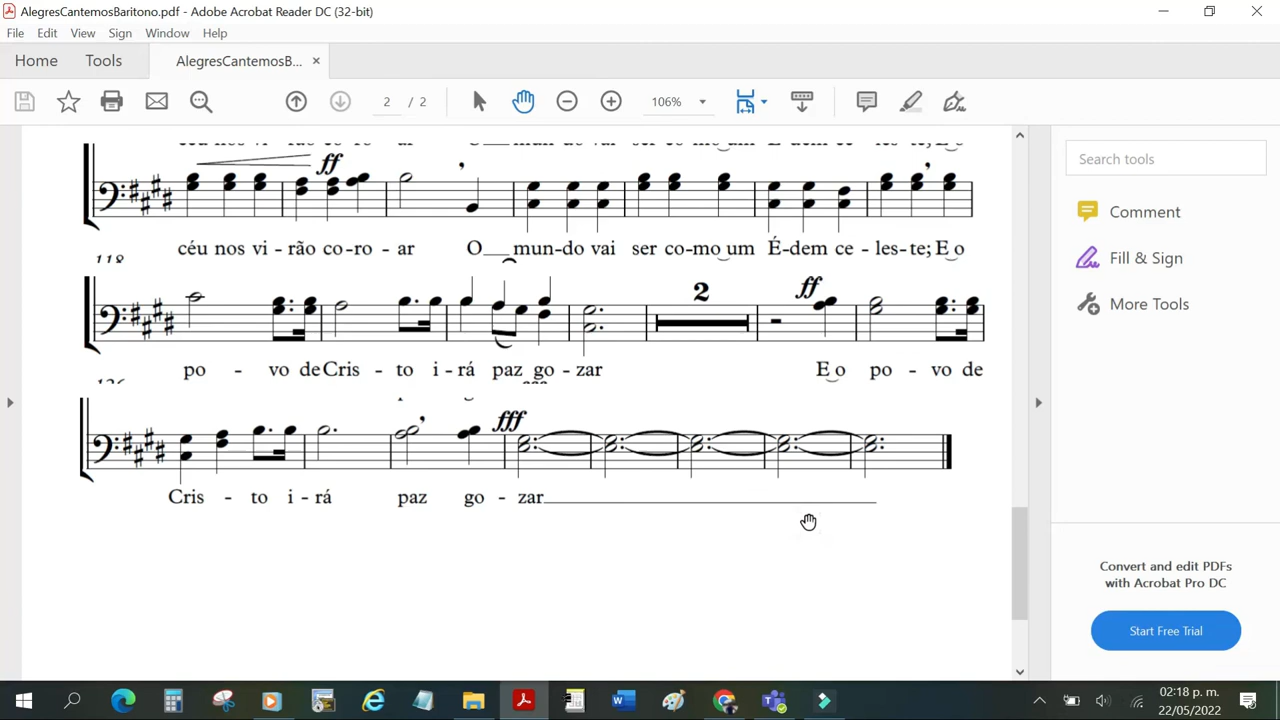 AlegresCantemosBaritono.pdf - Adobe Acrobat Reader DC (32-bit)
File Edit View Sign Window Help
Home Tools AlegresCantemosB... ×
2 / 2 106%
Search tools
Comment
Fill & Sign
More Tools
Convert and edit PDFs
with Acrobat Pro DC
Start Free Trial
ff
céu nos vi - rão co - ro - ar O mun-do vai ser co-mo um É-dem ce - les - te; E o
118
2 ff
po - vo de Cris - to i - rá paz go - zar E o po - vo de
126
fff
Cris - to i - rá paz go - zar
02:18 p. m.
22/05/2022